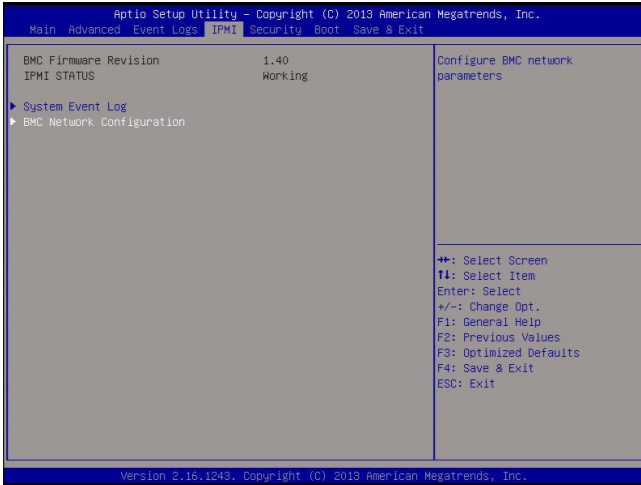 Aptio Setup Utility – Copyright (C) 2013 American Megatrends, Inc.
Main Advanced Event Logs IPMI Security Boot Save & Exit
BMC Firmware Revision 1.40
IPMI STATUS Working
System Event Log
BMC Network Configuration
Configure BMC network
parameters
→←: Select Screen
↑↓: Select Item
Enter: Select
+/-: Change Opt.
F1: General Help
F2: Previous Values
F3: Optimized Defaults
F4: Save & Exit
ESC: Exit
Version 2.16.1243. Copyright (C) 2013 American Megatrends, Inc.